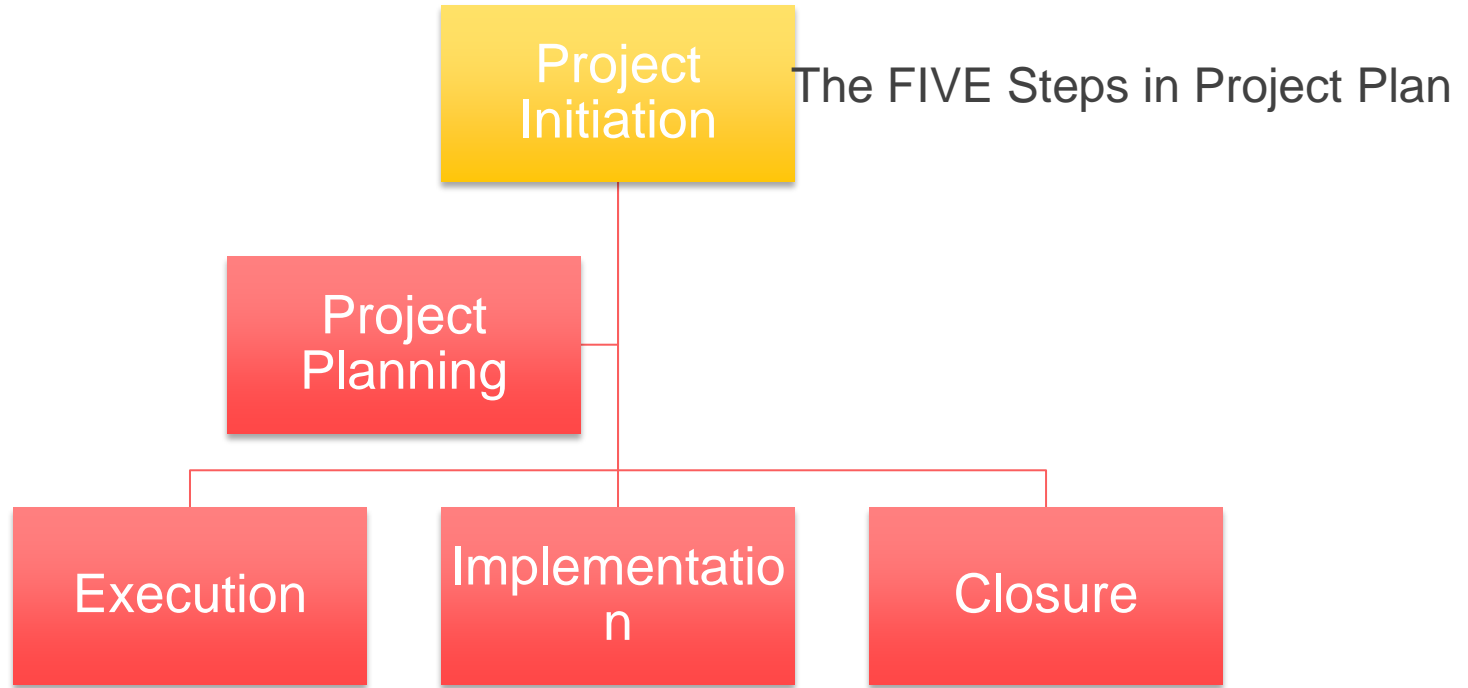 Project
Initiation
The FIVE Steps in Project Plan
Project
Planning
Execution
Implementatio
n
Closure